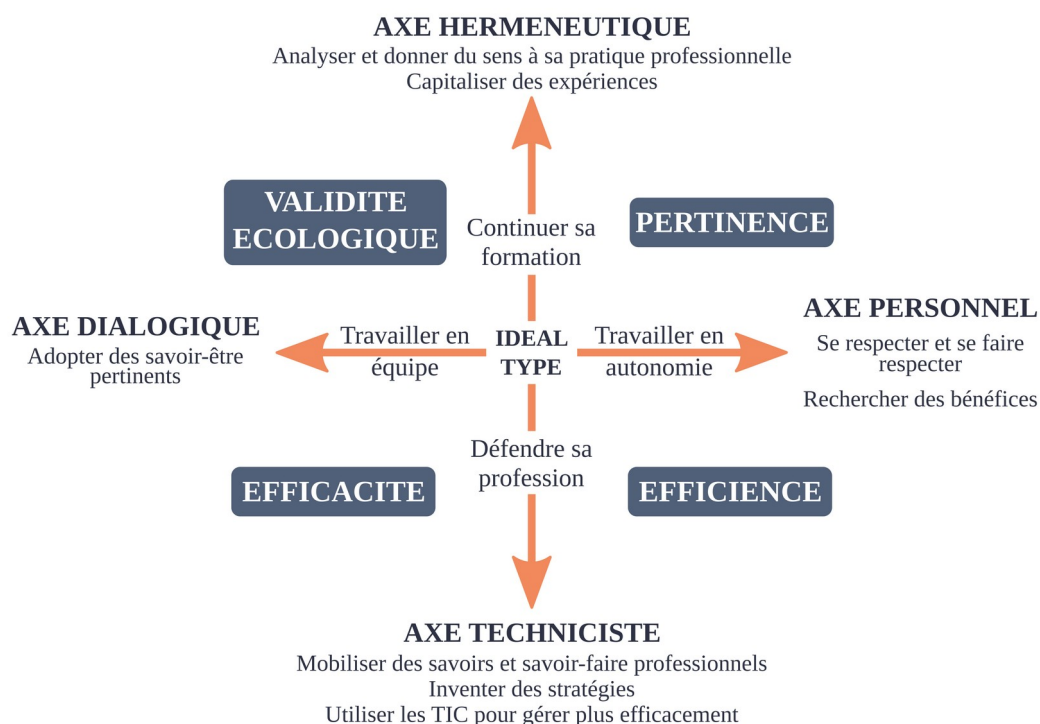 AXE HERMENEUTIQUE
Analyser et donner du sens à sa pratique professionnelle
Capitaliser des expériences
VALIDITE
ECOLOGIQUE
Continuer sa
formation
PERTINENCE
AXE DIALOGIQUE
Adopter des savoir-être
pertinents
Travailler en
équipe
IDEAL
TYPE
Travailler en
autonomie
AXE PERSONNEL
Se respecter et se faire
respecter
Rechercher des bénéfices
Défendre sa
profession
EFFICACITE
EFFICIENCE
AXE TECHNICISTE
Mobiliser des savoirs et savoir-faire professionnels
Inventer des stratégies
Utiliser les TIC pour gérer plus efficacement